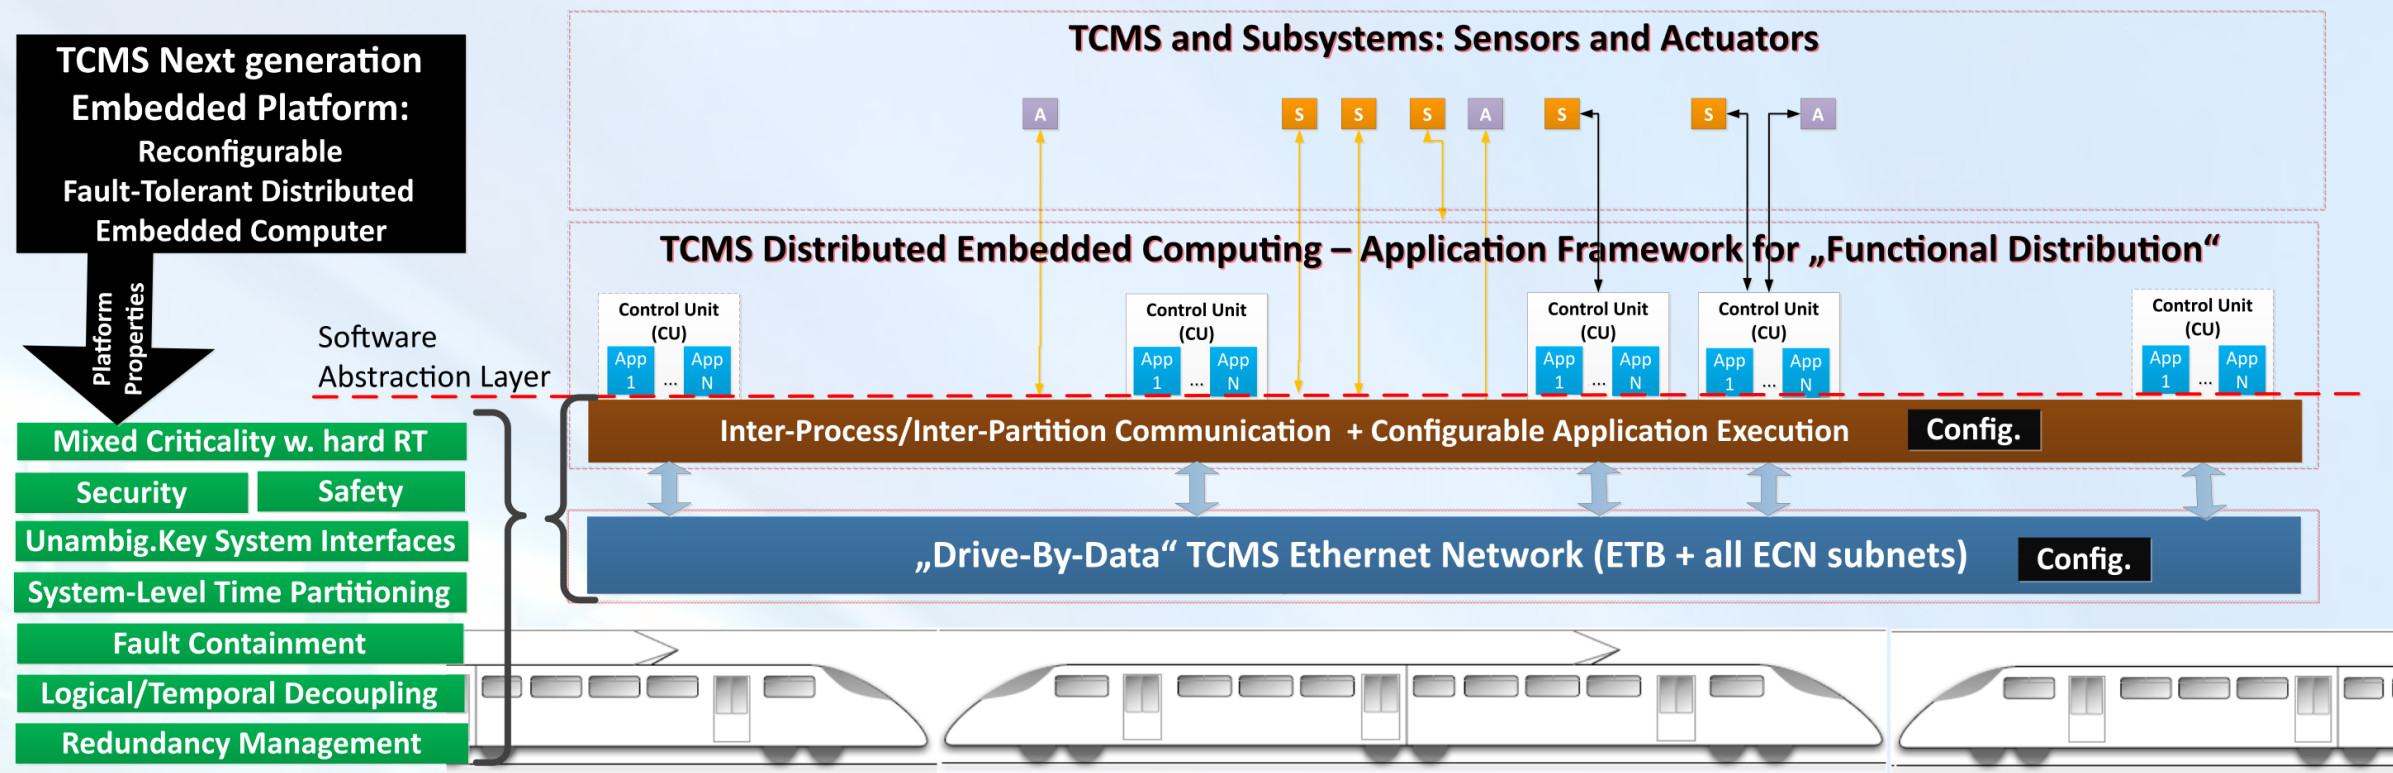 TCMS Next generation
Embedded Platform:
Reconfigurable
Fault-Tolerant Distributed
Embedded Computer
Platform
Properties
Mixed Criticality w. hard RT
Security
Safety
Unambig.Key System Interfaces
System-Level Time Partitioning
Fault Containment
Logical/Temporal Decoupling
Redundancy Management
Software
Abstraction Layer
TCMS and Subsystems: Sensors and Actuators
A
S
S
S
A
S
S
A
TCMS Distributed Embedded Computing – Application Framework for „Functional Distribution“
Control Unit
(CU)
App
1
...
App
N
Control Unit
(CU)
App
1
...
App
N
Control Unit
(CU)
App
1
...
App
N
Control Unit
(CU)
App
1
...
App
N
Control Unit
(CU)
App
1
...
App
N
Inter-Process/Inter-Partition Communication + Configurable Application Execution
Config.
„Drive-By-Data“ TCMS Ethernet Network (ETB + all ECN subnets)
Config.